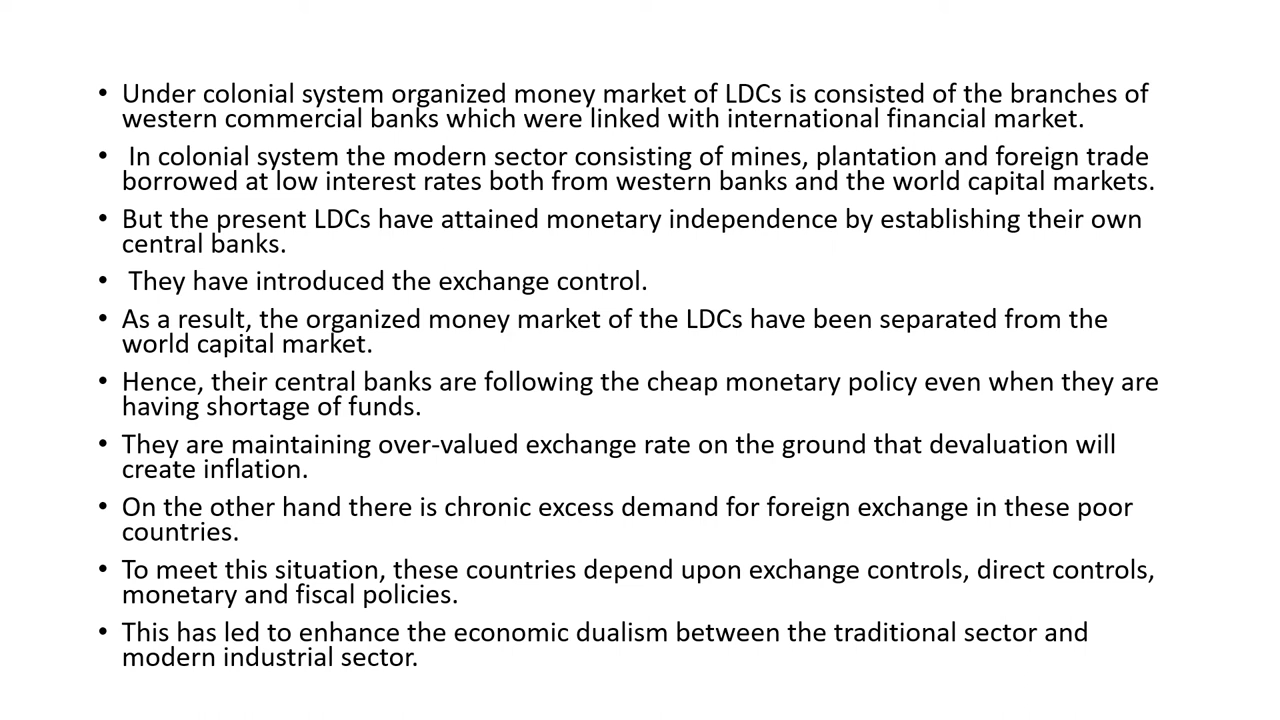 • Under colonial system organized money market of LDCs is consisted of the branches of
western commercial banks which were linked with international financial market.
• In colonial system the modern sector consisting of mines, plantation and foreign trade
borrowed at low interest rates both from western banks and the world capital markets.
• But the present LDCs have attained monetary independence by establishing their own
central banks.
• They have introduced the exchange control.
• As a result, the organized money market of the LDCs have been separated from the
world capital market.
• Hence, their central banks are following the cheap monetary policy even when they are
having shortage of funds.
• They are maintaining over-valued exchange rate on the ground that devaluation will
create inflation.
• On the other hand there is chronic excess demand for foreign exchange in these poor
countries.
• To meet this situation, these countries depend upon exchange controls, direct controls,
monetary and fiscal policies.
• This has led to enhance the economic dualism between the traditional sector and
modern industrial sector.